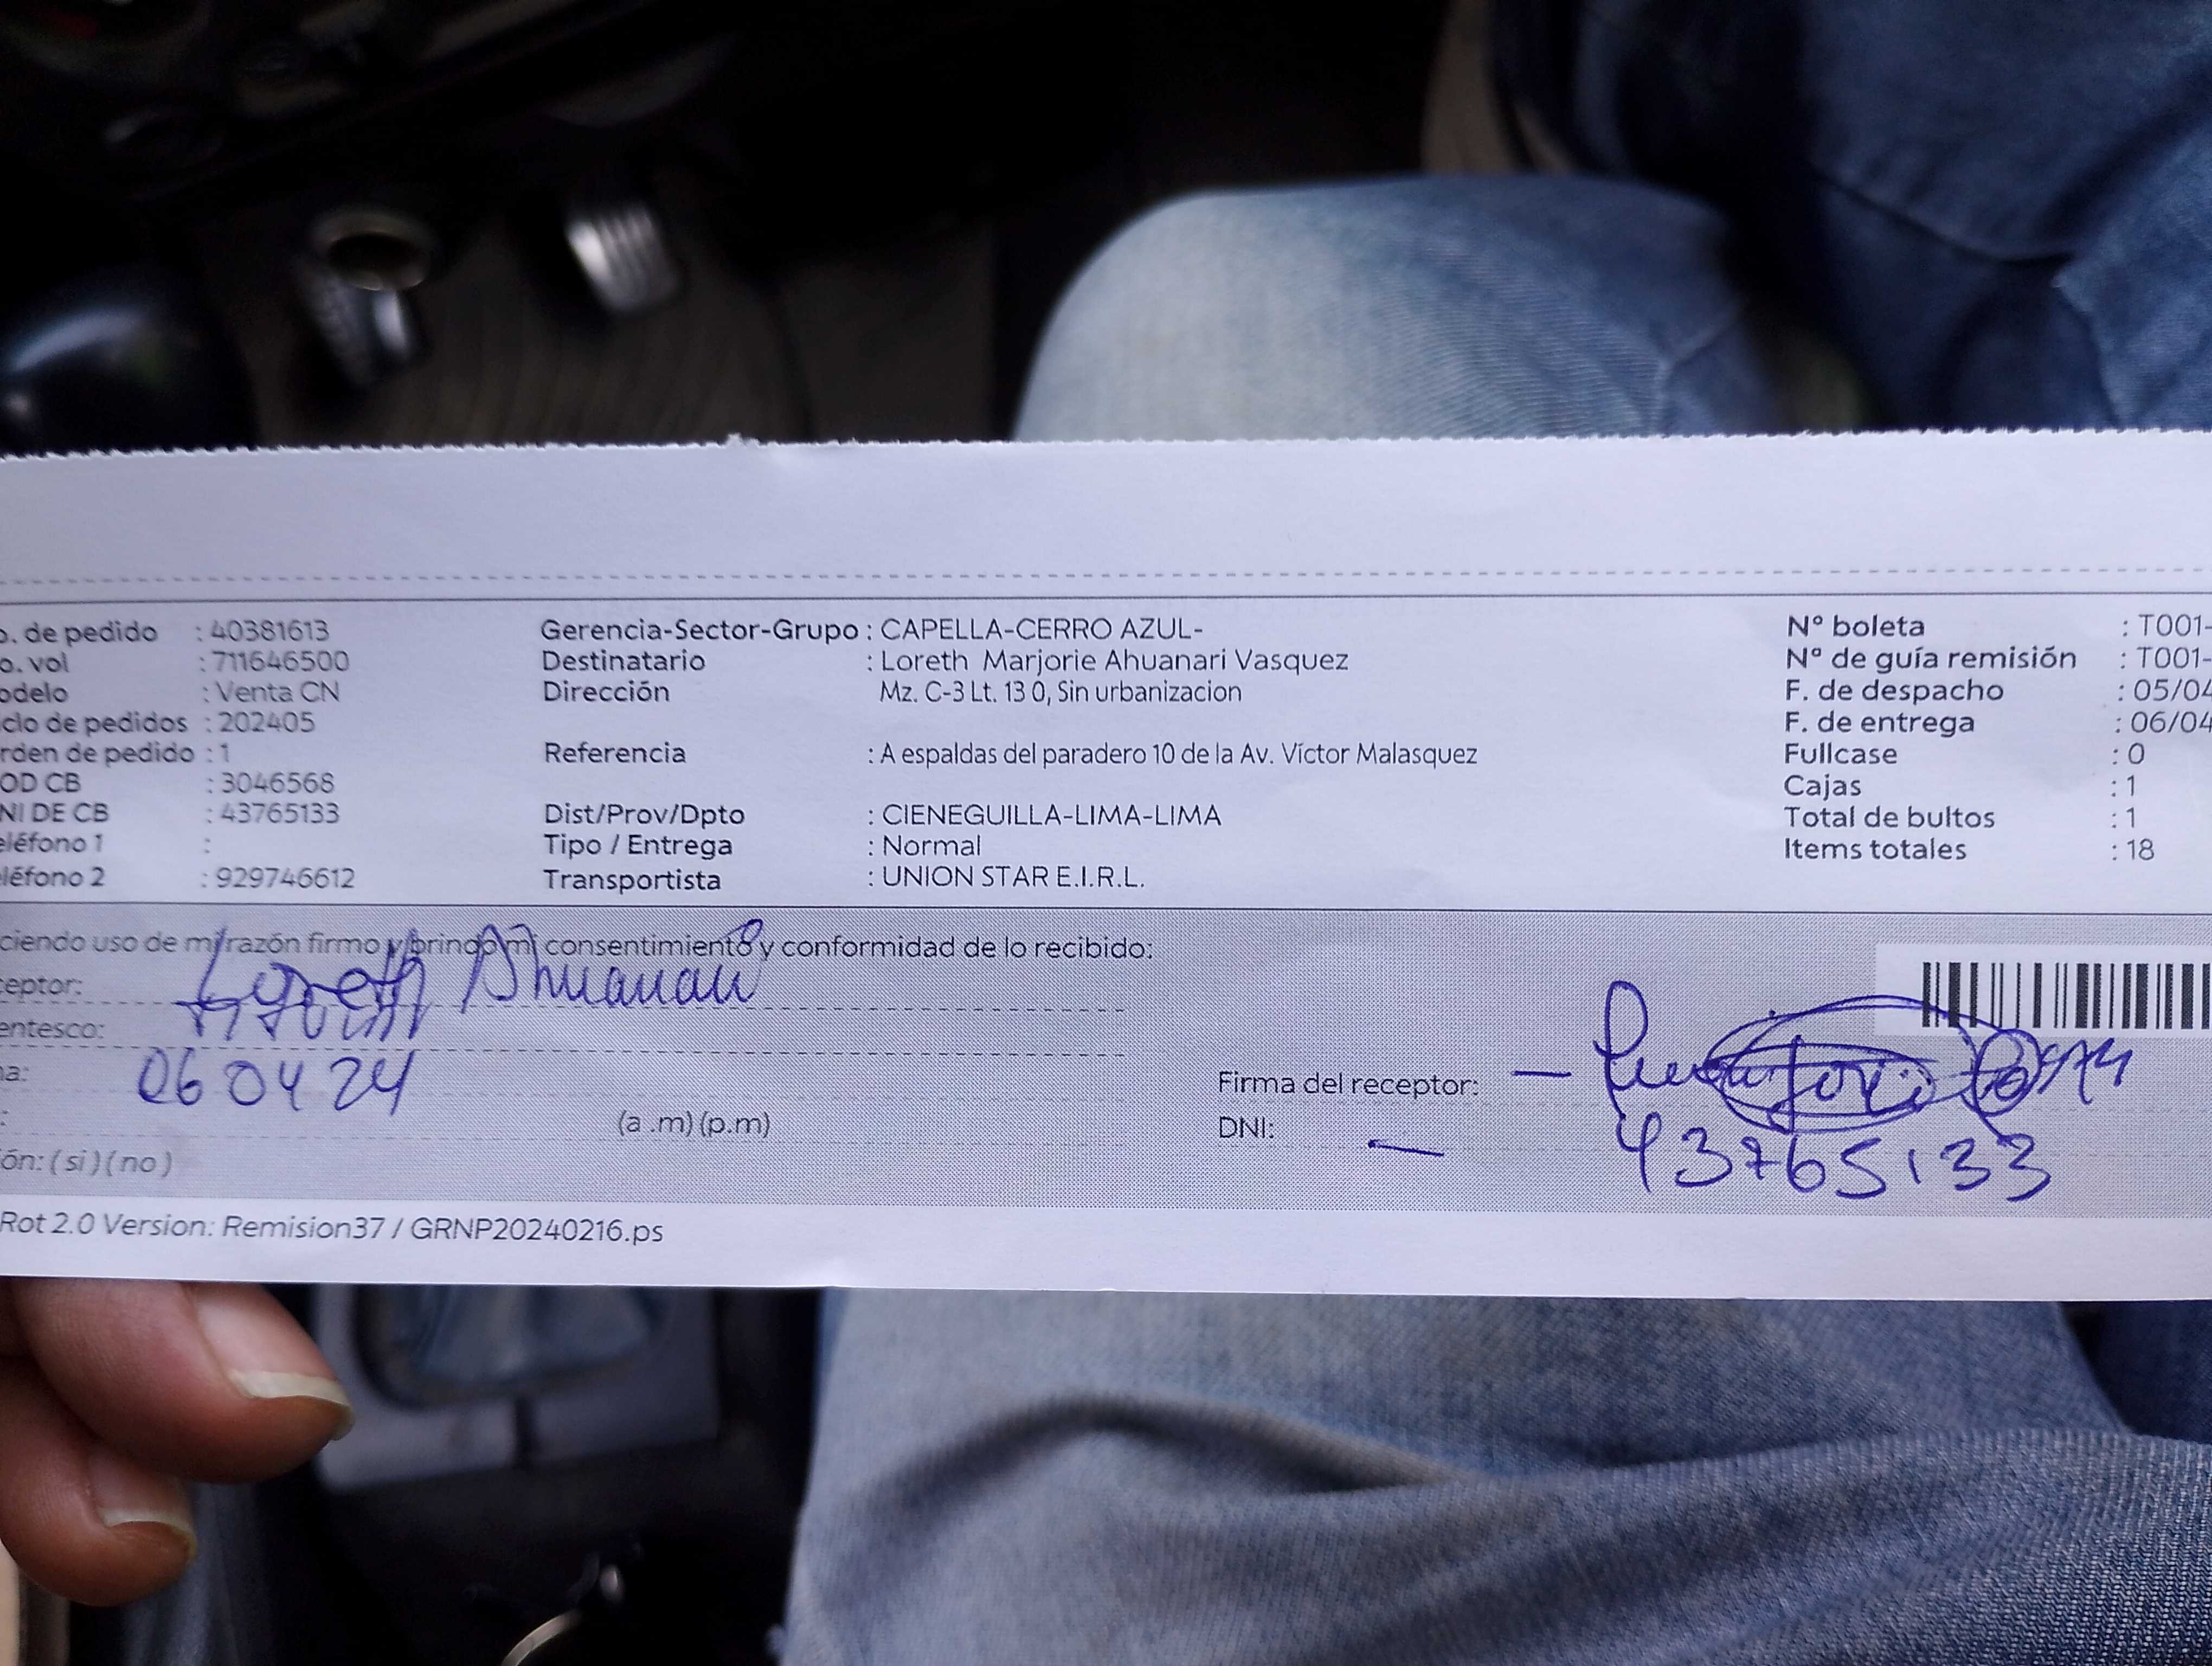 o. de pedido : 40381613 Gerencia-Sector-Grupo : CAPELLA-CERRO AZUL- N° boleta : T001-
o. vol : 711646500 Destinatario : Loreth Marjorie Ahuanari Vasquez N° de guía remisión : T001-
odelo : Venta CN Dirección Mz. C-3 Lt. 13 0, Sin urbanizacion F. de despacho : 05/04
clo de pedidos : 202405 F. de entrega : 06/04
rden de pedido : 1 Referencia : A espaldas del paradero 10 de la Av. Víctor Malasquez Fullcase : 0
OD CB : 3046568 Cajas : 1
NI DE CB : 43765133 Dist/Prov/Dpto : CIENEGUILLA-LIMA-LIMA Total de bultos : 1
eléfono 1 : Tipo / Entrega : Normal Items totales : 18
léfono 2 : 929746612 Transportista : UNION STAR E.I.R.L.
ciendo uso de mi razón firmo y brindo mi consentimiento y conformidad de lo recibido:
ceptor: Loreth Ahuanari
entesco:
na: 06 04 24
Firma del receptor: —
: (a .m) (p.m) DNI: — 43765133
ón: ( si ) ( no )
Rot 2.0 Version: Remision37 / GRNP20240216.ps